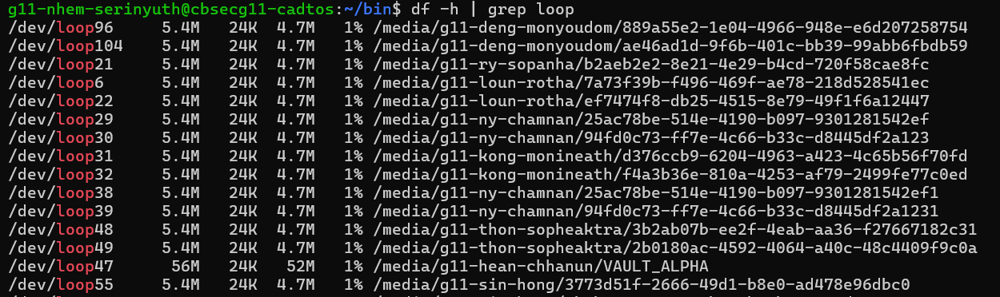 g11-nhem-serinyuth@cbsecg11-cadtos:~/bin$ df -h | grep loop
/dev/loop96 5.4M 24K 4.7M 1% /media/g11-deng-monyoudom/889a55e2-1e04-4966-948e-e6d207258754
/dev/loop104 5.4M 24K 4.7M 1% /media/g11-deng-monyoudom/ae46ad1d-9f6b-401c-bb39-99abb6fbdb59
/dev/loop21 5.4M 24K 4.7M 1% /media/g11-ry-sopanha/b2aeb2e2-8e21-4e29-b4cd-720f58cae8fc
/dev/loop6 5.4M 24K 4.7M 1% /media/g11-loun-rotha/7a73f39b-f496-469f-ae78-218d528541ec
/dev/loop22 5.4M 24K 4.7M 1% /media/g11-loun-rotha/ef7474f8-db25-4515-8e79-49f1f6a12447
/dev/loop29 5.4M 24K 4.7M 1% /media/g11-ny-chamnan/25ac78be-514e-4190-b097-9301281542ef
/dev/loop30 5.4M 24K 4.7M 1% /media/g11-ny-chamnan/94fd0c73-ff7e-4c66-b33c-d8445df2a123
/dev/loop31 5.4M 24K 4.7M 1% /media/g11-kong-monineath/d376ccb9-6204-4963-a423-4c65b56f70fd
/dev/loop32 5.4M 24K 4.7M 1% /media/g11-kong-monineath/f4a3b36e-810a-4253-af79-2499fe77c0ed
/dev/loop38 5.4M 24K 4.7M 1% /media/g11-ny-chamnan/25ac78be-514e-4190-b097-9301281542ef1
/dev/loop39 5.4M 24K 4.7M 1% /media/g11-ny-chamnan/94fd0c73-ff7e-4c66-b33c-d8445df2a1231
/dev/loop48 5.4M 24K 4.7M 1% /media/g11-thon-sopheaktra/3b2ab07b-ee2f-4eab-aa36-f27667182c31
/dev/loop49 5.4M 24K 4.7M 1% /media/g11-thon-sopheaktra/2b0180ac-4592-4064-a40c-48c4409f9c0a
/dev/loop47 56M 24K 52M 1% /media/g11-hean-chhanun/VAULT_ALPHA
/dev/loop55 5.4M 24K 4.7M 1% /media/g11-sin-hong/3773d51f-2666-49d1-b8e0-ad478e96dbc0